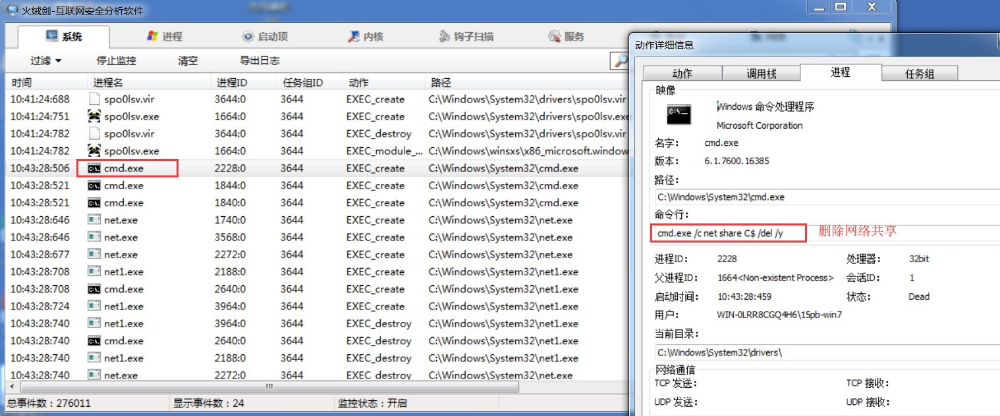 火绒剑-互联网安全分析软件
系统 进程 启动项 内核 钩子扫描 服务
过滤 停止监控 清空 导出日志
时间 进程名 进程ID 任务组ID 动作 路径
10:41:24:688 spo0lsv.vir 3644:0 3644 EXEC_create C:\Windows\System32\drivers\spo0lsv.vir
10:41:24:751 spo0lsv.exe 1664:0 3644 EXEC_create C:\Windows\System32\drivers\spo0lsv.exe
10:41:24:782 spo0lsv.vir 3644:0 3644 EXEC_destroy C:\Windows\System32\drivers\spo0lsv.vir
10:41:24:782 spo0lsv.exe 1664:0 3644 EXEC_module_... C:\Windows\winsxs\x86_microsoft.window
10:43:28:506 cmd.exe 2228:0 3644 EXEC_create C:\Windows\System32\cmd.exe
10:43:28:521 cmd.exe 1844:0 3644 EXEC_create C:\Windows\System32\cmd.exe
10:43:28:521 cmd.exe 1840:0 3644 EXEC_create C:\Windows\System32\cmd.exe
10:43:28:646 net.exe 1740:0 3644 EXEC_create C:\Windows\System32\net.exe
10:43:28:646 net.exe 3568:0 3644 EXEC_create C:\Windows\System32\net.exe
10:43:28:677 net.exe 2272:0 3644 EXEC_create C:\Windows\System32\net.exe
10:43:28:708 net1.exe 2188:0 3644 EXEC_create C:\Windows\System32\net1.exe
10:43:28:708 cmd.exe 2640:0 3644 EXEC_create C:\Windows\System32\cmd.exe
10:43:28:724 net1.exe 3964:0 3644 EXEC_create C:\Windows\System32\net1.exe
10:43:28:740 net1.exe 3964:0 3644 EXEC_destroy C:\Windows\System32\net1.exe
10:43:28:740 cmd.exe 2640:0 3644 EXEC_destroy C:\Windows\System32\cmd.exe
10:43:28:740 net1.exe 2188:0 3644 EXEC_destroy C:\Windows\System32\net1.exe
10:43:28:740 net.exe 2272:0 3644 EXEC_destroy C:\Windows\System32\net.exe
总事件数：276011 显示事件数：24 监控状态：开启
动作详细信息
动作 调用栈 进程 任务组
映像
Windows 命令处理程序
Microsoft Corporation
名字： cmd.exe
版本： 6.1.7600.16385
路径：
C:\Windows\System32\cmd.exe
命令行：
cmd.exe /c net share C$ /del /y 删除网络共享
进程ID： 2228 处理器： 32bit
父进程ID： 1664<Non-existent Process> 会话ID： 1
启动时间： 10:43:28:459 状态： Dead
用户： WIN-0LRR8CGQ4H6\15pb-win7
当前目录：
C:\Windows\System32\drivers\
网络通信
TCP 发送： TCP 接收：
UDP 发送： UDP 接收：